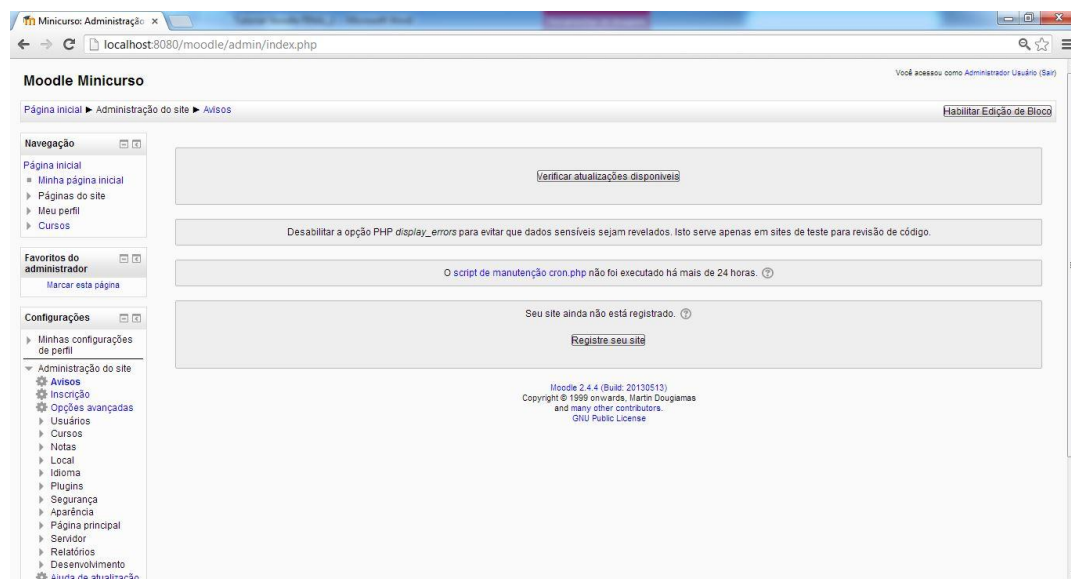 Minicurso: Administração
localhost:8080/moodle/admin/index.php
Moodle Minicurso
Você acessou como Administrador Usuário (Sair)
Página inicial ► Administração do site ► Avisos
Habilitar Edição de Bloco
Navegação
Página inicial
Minha página inicial
Páginas do site
Meu perfil
Cursos
Favoritos do
administrador
Marcar esta página
Configurações
Minhas configurações
de perfil
Administração do site
Avisos
Inscrição
Opções avançadas
Usuários
Cursos
Notas
Local
Idioma
Plugins
Segurança
Aparência
Página principal
Servidor
Relatórios
Desenvolvimento
Ajuda de atualização
Verificar atualizações disponíveis
Desabilitar a opção PHP display_errors para evitar que dados sensíveis sejam revelados. Isto serve apenas em sites de teste para revisão de código.
O script de manutenção cron.php não foi executado há mais de 24 horas.
Seu site ainda não está registrado.
Registre seu site
Moodle 2.4.4 (Build: 20130513)
Copyright © 1999 onwards, Martin Dougiamas
and many other contributors.
GNU Public License